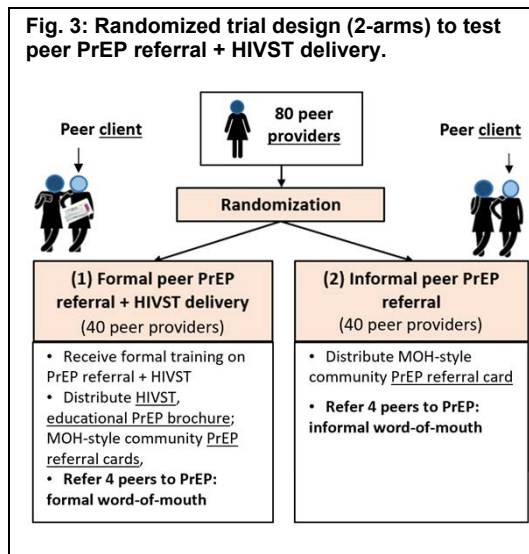 Fig. 3: Randomized trial design (2-arms) to test
peer PrEP referral + HIVST delivery.
80 peer
providers
Peer client
Peer client
Randomization
(1) Formal peer PrEP
referral + HIVST delivery
(40 peer providers)
• Receive formal training on
PrEP referral + HIVST
• Distribute HIVST,
educational PrEP brochure;
MOH-style community PrEP
referral cards,
• Refer 4 peers to PrEP:
formal word-of-mouth
(2) Informal peer PrEP
referral
(40 peer providers)
• Distribute MOH-style
community PrEP referral card
• Refer 4 peers to PrEP:
informal word-of-mouth